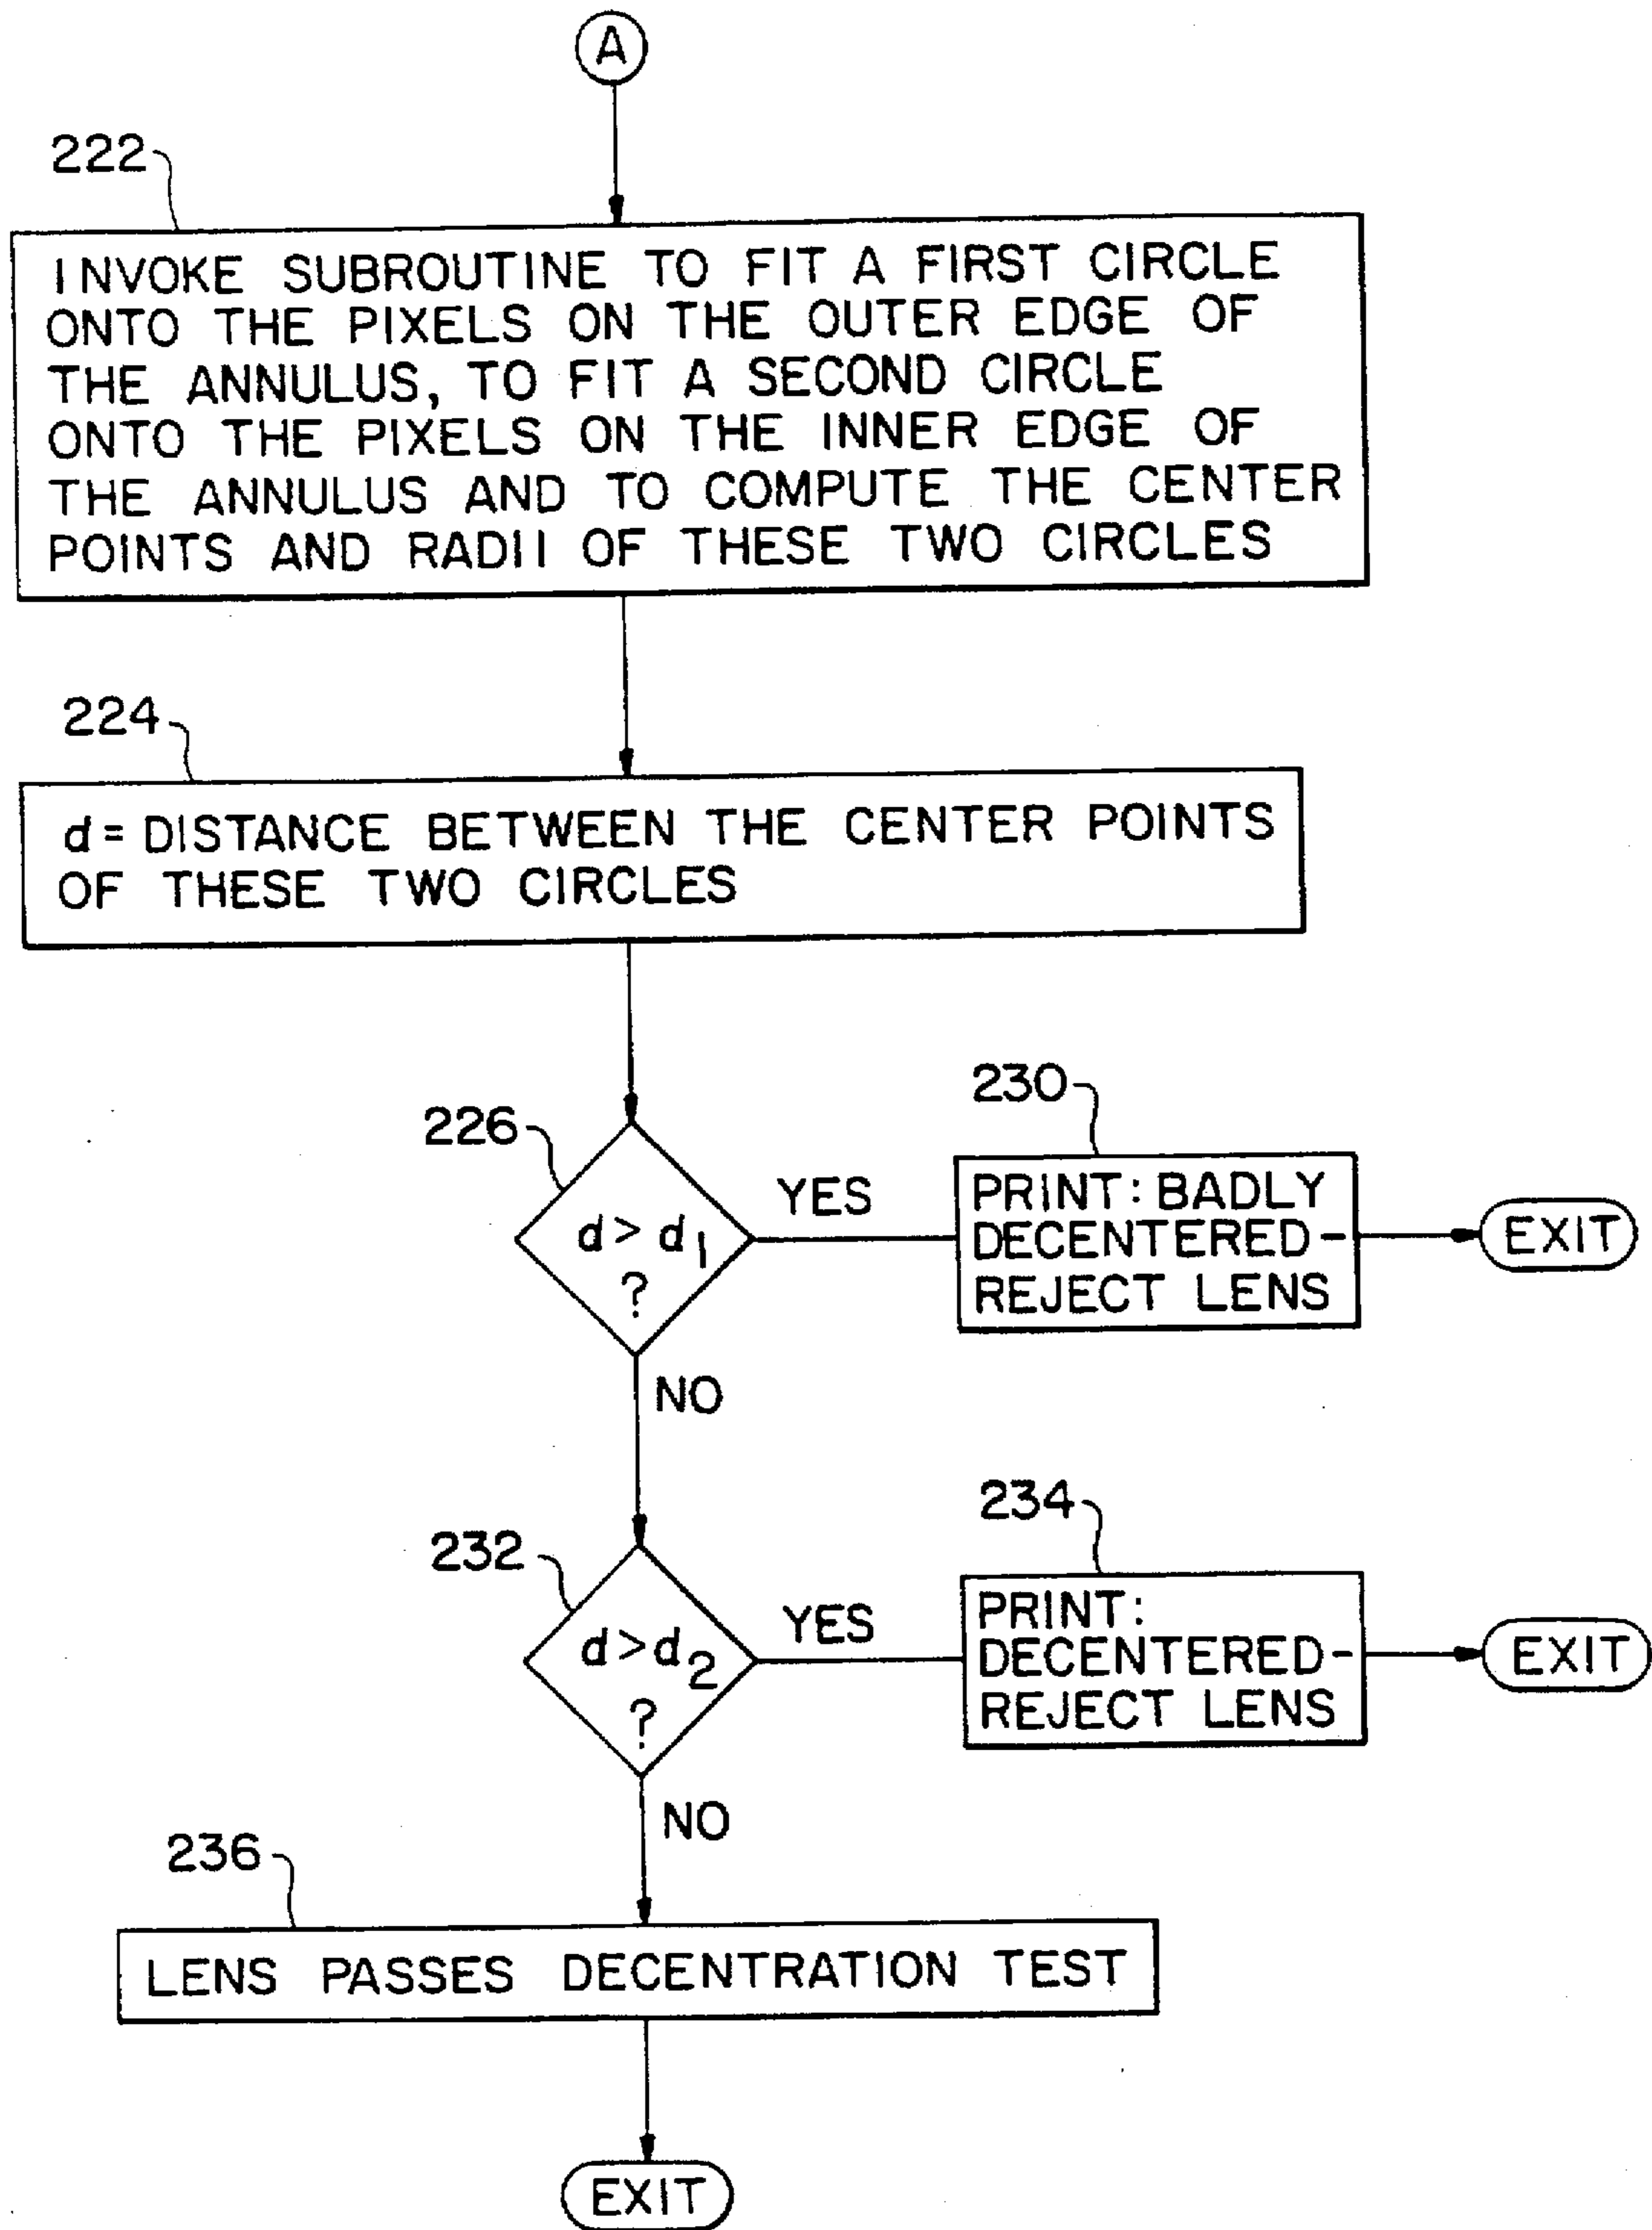 A
222
INVOKE SUBROUTINE TO FIT A FIRST CIRCLE
ONTO THE PIXELS ON THE OUTER EDGE OF
THE ANNULUS, TO FIT A SECOND CIRCLE
ONTO THE PIXELS ON THE INNER EDGE OF
THE ANNULUS AND TO COMPUTE THE CENTER
POINTS AND RADII OF THESE TWO CIRCLES
224
d = DISTANCE BETWEEN THE CENTER POINTS
OF THESE TWO CIRCLES
226
d > d1
?
YES
230
PRINT: BADLY
DECENTERED-
REJECT LENS
EXIT
NO
232
d > d2
?
YES
234
PRINT:
DECENTERED-
REJECT LENS
EXIT
NO
236
LENS PASSES DECENTRATION TEST
EXIT